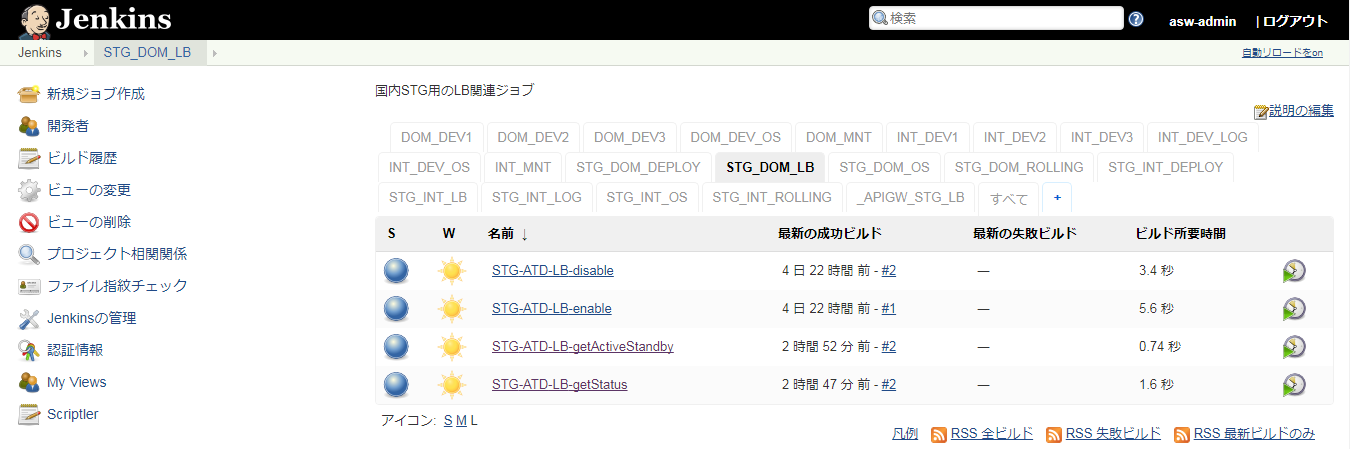 Jenkins
検索
asw-admin | ログアウト
Jenkins STG_DOM_LB
自動リロードをon
新規ジョブ作成
開発者
ビルド履歴
ビューの変更
ビューの削除
プロジェクト相関関係
ファイル指紋チェック
Jenkinsの管理
認証情報
My Views
Scriptler
国内STG用のLB関連ジョブ
説明の編集
DOM_DEV1 DOM_DEV2 DOM_DEV3 DOM_DEV_OS DOM_MNT INT_DEV1 INT_DEV2 INT_DEV3 INT_DEV_LOG
INT_DEV_OS INT_MNT STG_DOM_DEPLOY STG_DOM_LB STG_DOM_OS STG_DOM_ROLLING STG_INT_DEPLOY
STG_INT_LB STG_INT_LOG STG_INT_OS STG_INT_ROLLING _APIGW_STG_LB すべて +
S W 名前 ↓ 最新の成功ビルド 最新の失敗ビルド ビルド所要時間
STG-ATD-LB-disable 4 日 22 時間 前 - #2 — 3.4 秒
STG-ATD-LB-enable 4 日 22 時間 前 - #1 — 5.6 秒
STG-ATD-LB-getActiveStandby 2 時間 52 分 前 - #2 — 0.74 秒
STG-ATD-LB-getStatus 2 時間 47 分 前 - #2 — 1.6 秒
アイコン: S M L
凡例 RSS 全ビルド RSS 失敗ビルド RSS 最新ビルドのみ